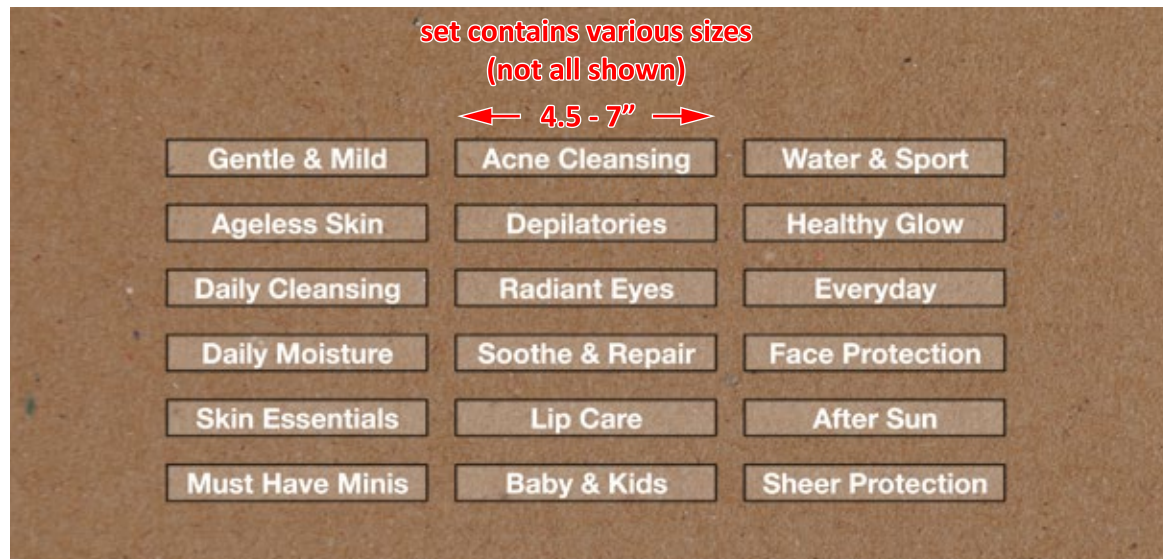 set contains various sizes
(not all shown)
4.5 - 7”
Gentle & Mild
Acne Cleansing
Water & Sport
Ageless Skin
Depilatories
Healthy Glow
Daily Cleansing
Radiant Eyes
Everyday
Daily Moisture
Soothe & Repair
Face Protection
Skin Essentials
Lip Care
After Sun
Must Have Minis
Baby & Kids
Sheer Protection